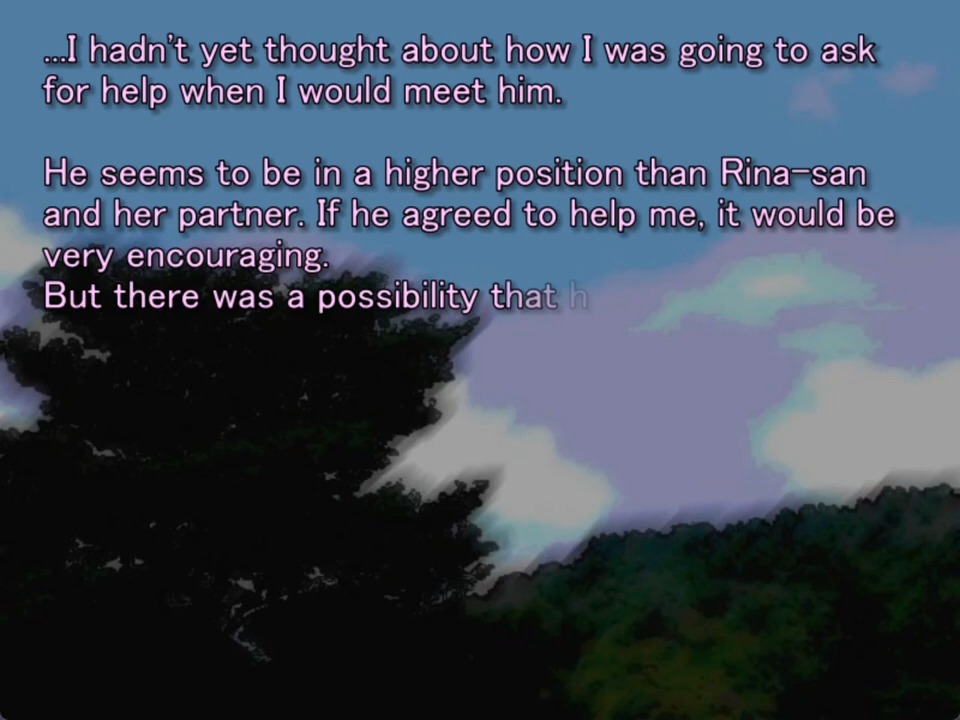 ...I hadn't yet thought about how I was going to ask
for help when I would meet him.
He seems to be in a higher position than Rina-san
and her partner. If he agreed to help me, it would be
very encouraging.
But there was a possibility that h